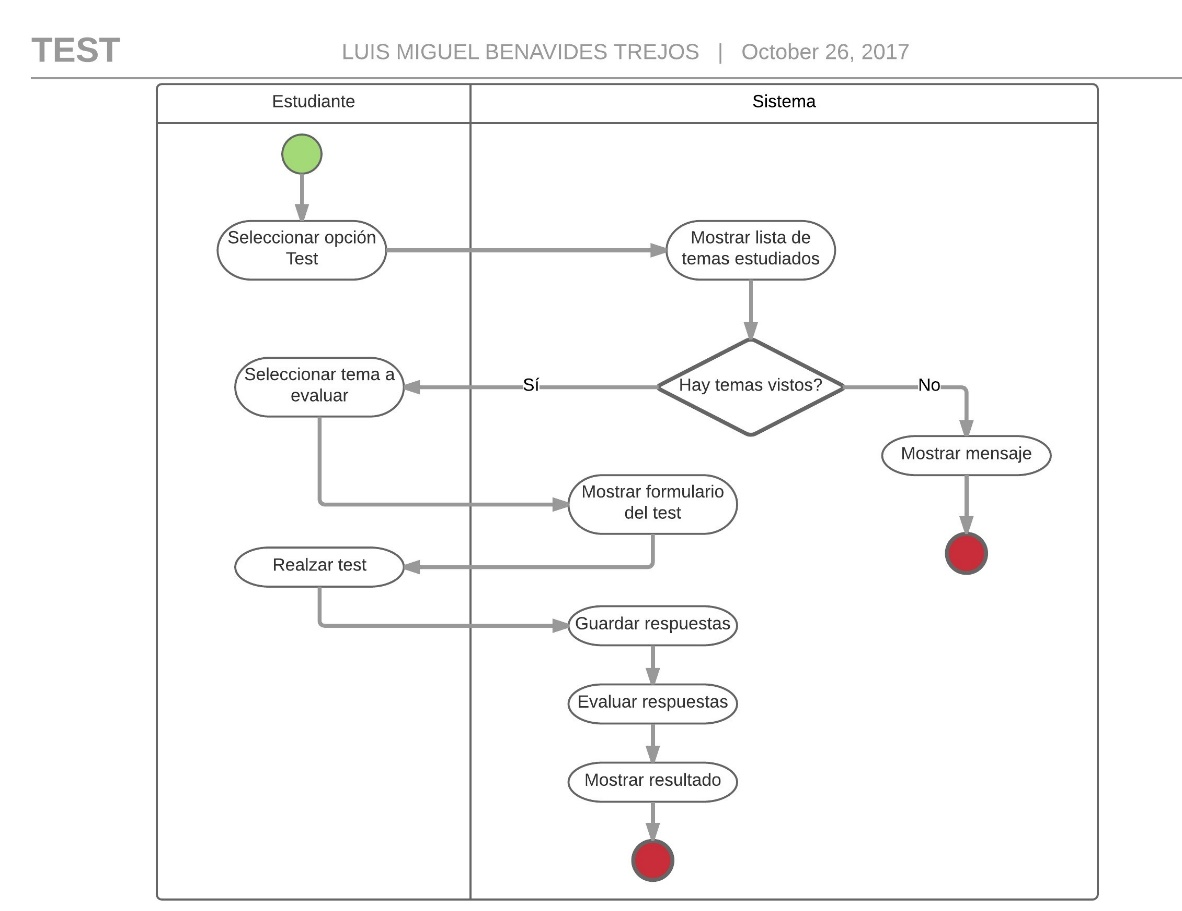 TEST
LUIS MIGUEL BENAVIDES TREJOS | October 26, 2017
Estudiante
Sistema
Seleccionar opción
Test
Mostrar lista de
temas estudiados
Hay temas vistos?
Sí
No
Seleccionar tema a
evaluar
Mostrar mensaje
Mostrar formulario
del test
Realzar test
Guardar respuestas
Evaluar respuestas
Mostrar resultado